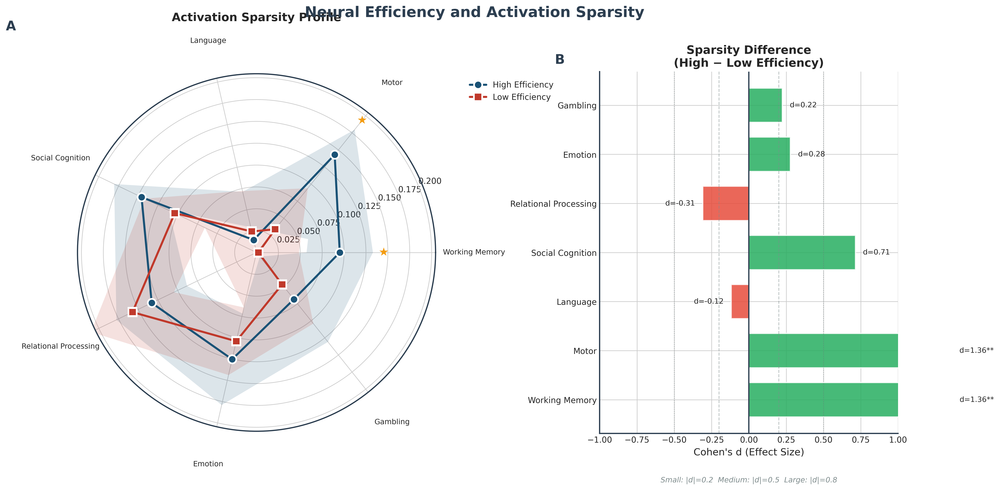 Neural Efficiency and Activation Sparsity
A
Activation Sparsity Profile
Language
Motor
Social Cognition
Working Memory
Relational Processing
Gambling
Emotion
0.200
0.175
0.150
0.125
0.100
0.075
0.050
0.025
High Efficiency
Low Efficiency
B
Sparsity Difference
(High − Low Efficiency)
Gambling
d=0.22
Emotion
d=0.28
Relational Processing
d=-0.31
Social Cognition
d=0.71
Language
d=-0.12
Motor
d=1.36**
Working Memory
d=1.36**
−1.00 −0.75 −0.50 −0.25 0.00 0.25 0.50 0.75 1.00
Cohen's d (Effect Size)
Small: |d|=0.2 Medium: |d|=0.5 Large: |d|=0.8